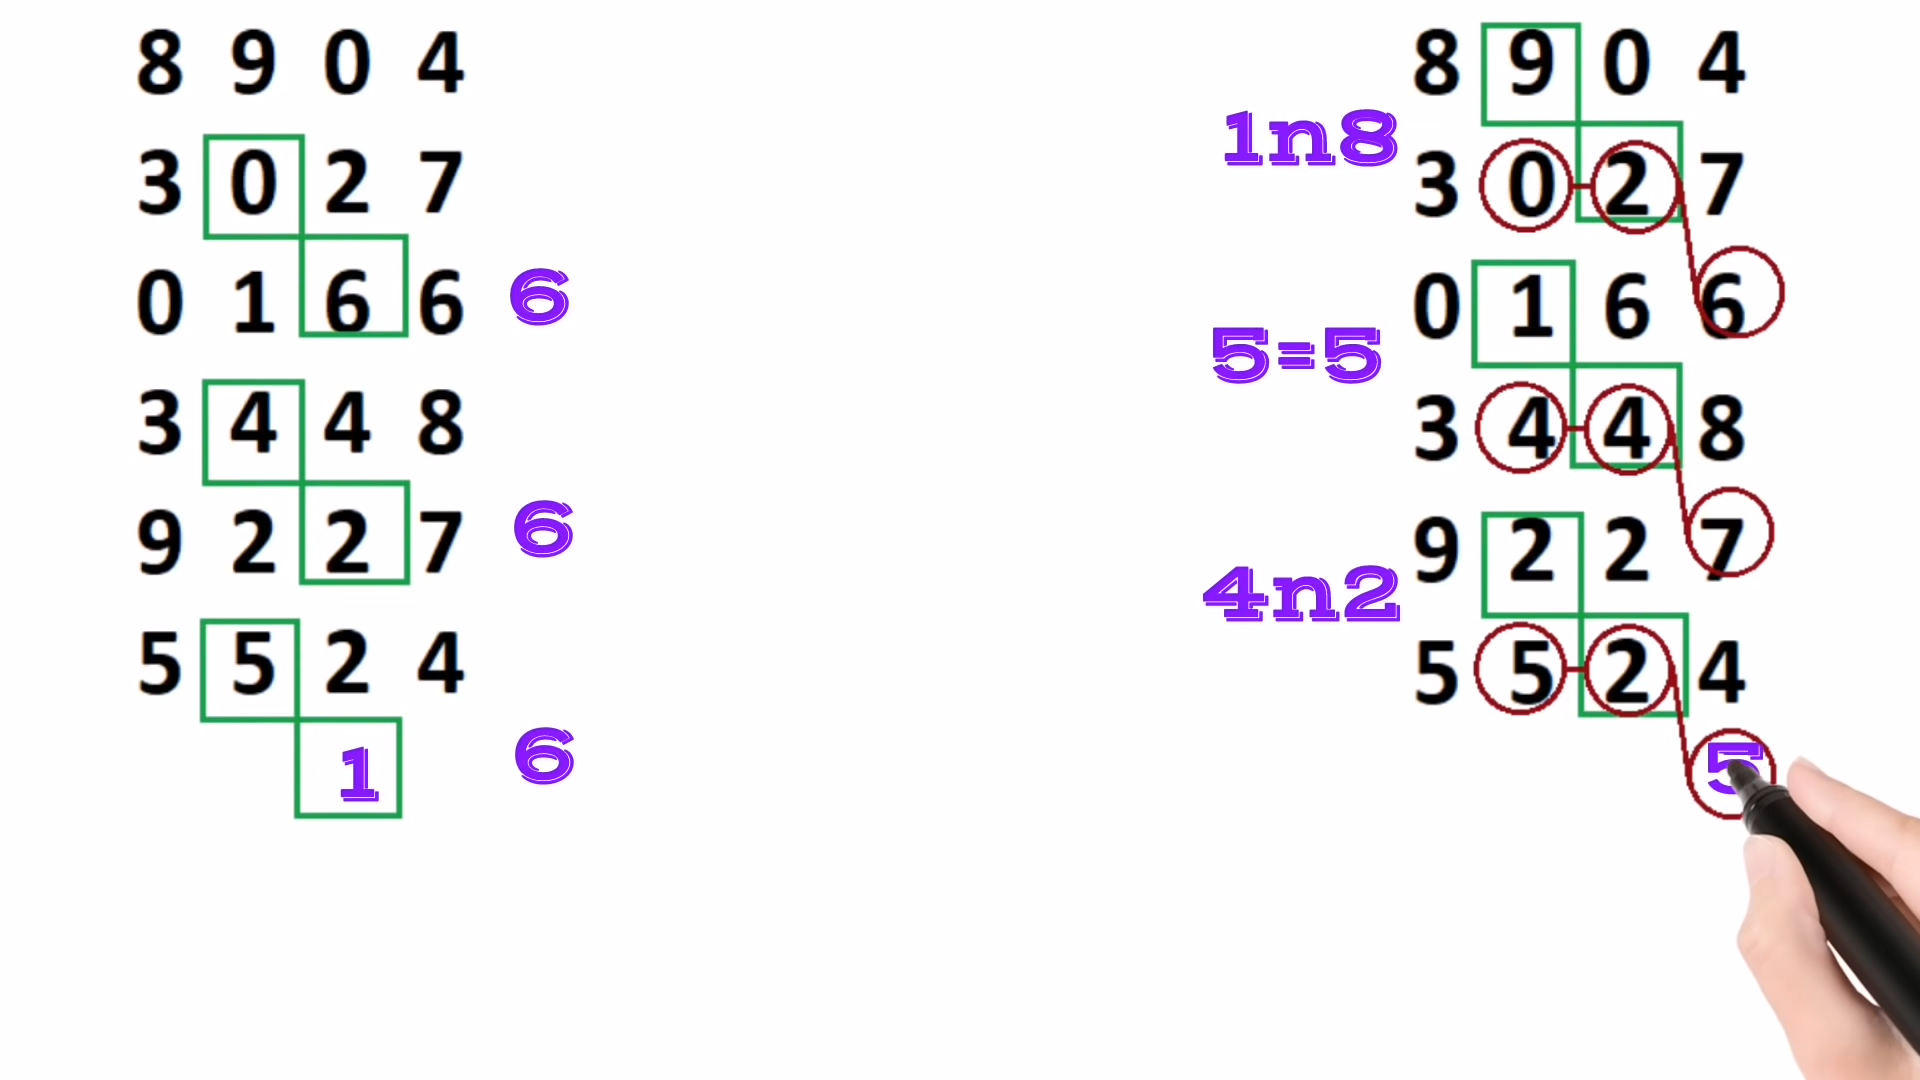 8 9 0 4
3 0 2 7
0 1 6 6 6
3 4 4 8
9 2 2 7 6
5 5 2 4
1 6
8 9 0 4
1n8
3 0 2 7
0 1 6 6
5=5
3 4 4 8
9 2 2 7
4n2
5 5 2 4
5